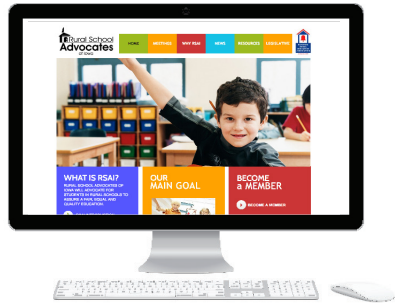 Rural School
Advocates
of Iowa
HOME
MEETINGS
WHY RSAI
NEWS
RESOURCES
LEGISLATIVE
WHAT IS RSAI?
RURAL SCHOOL ADVOCATES OF
IOWA WILL ADVOCATE FOR
STUDENTS IN RURAL SCHOOLS TO
ASSURE A FAIR, EQUAL AND
QUALITY EDUCATION.
OUR
MAIN GOAL
BECOME
a MEMBER
BECOME A MEMBER